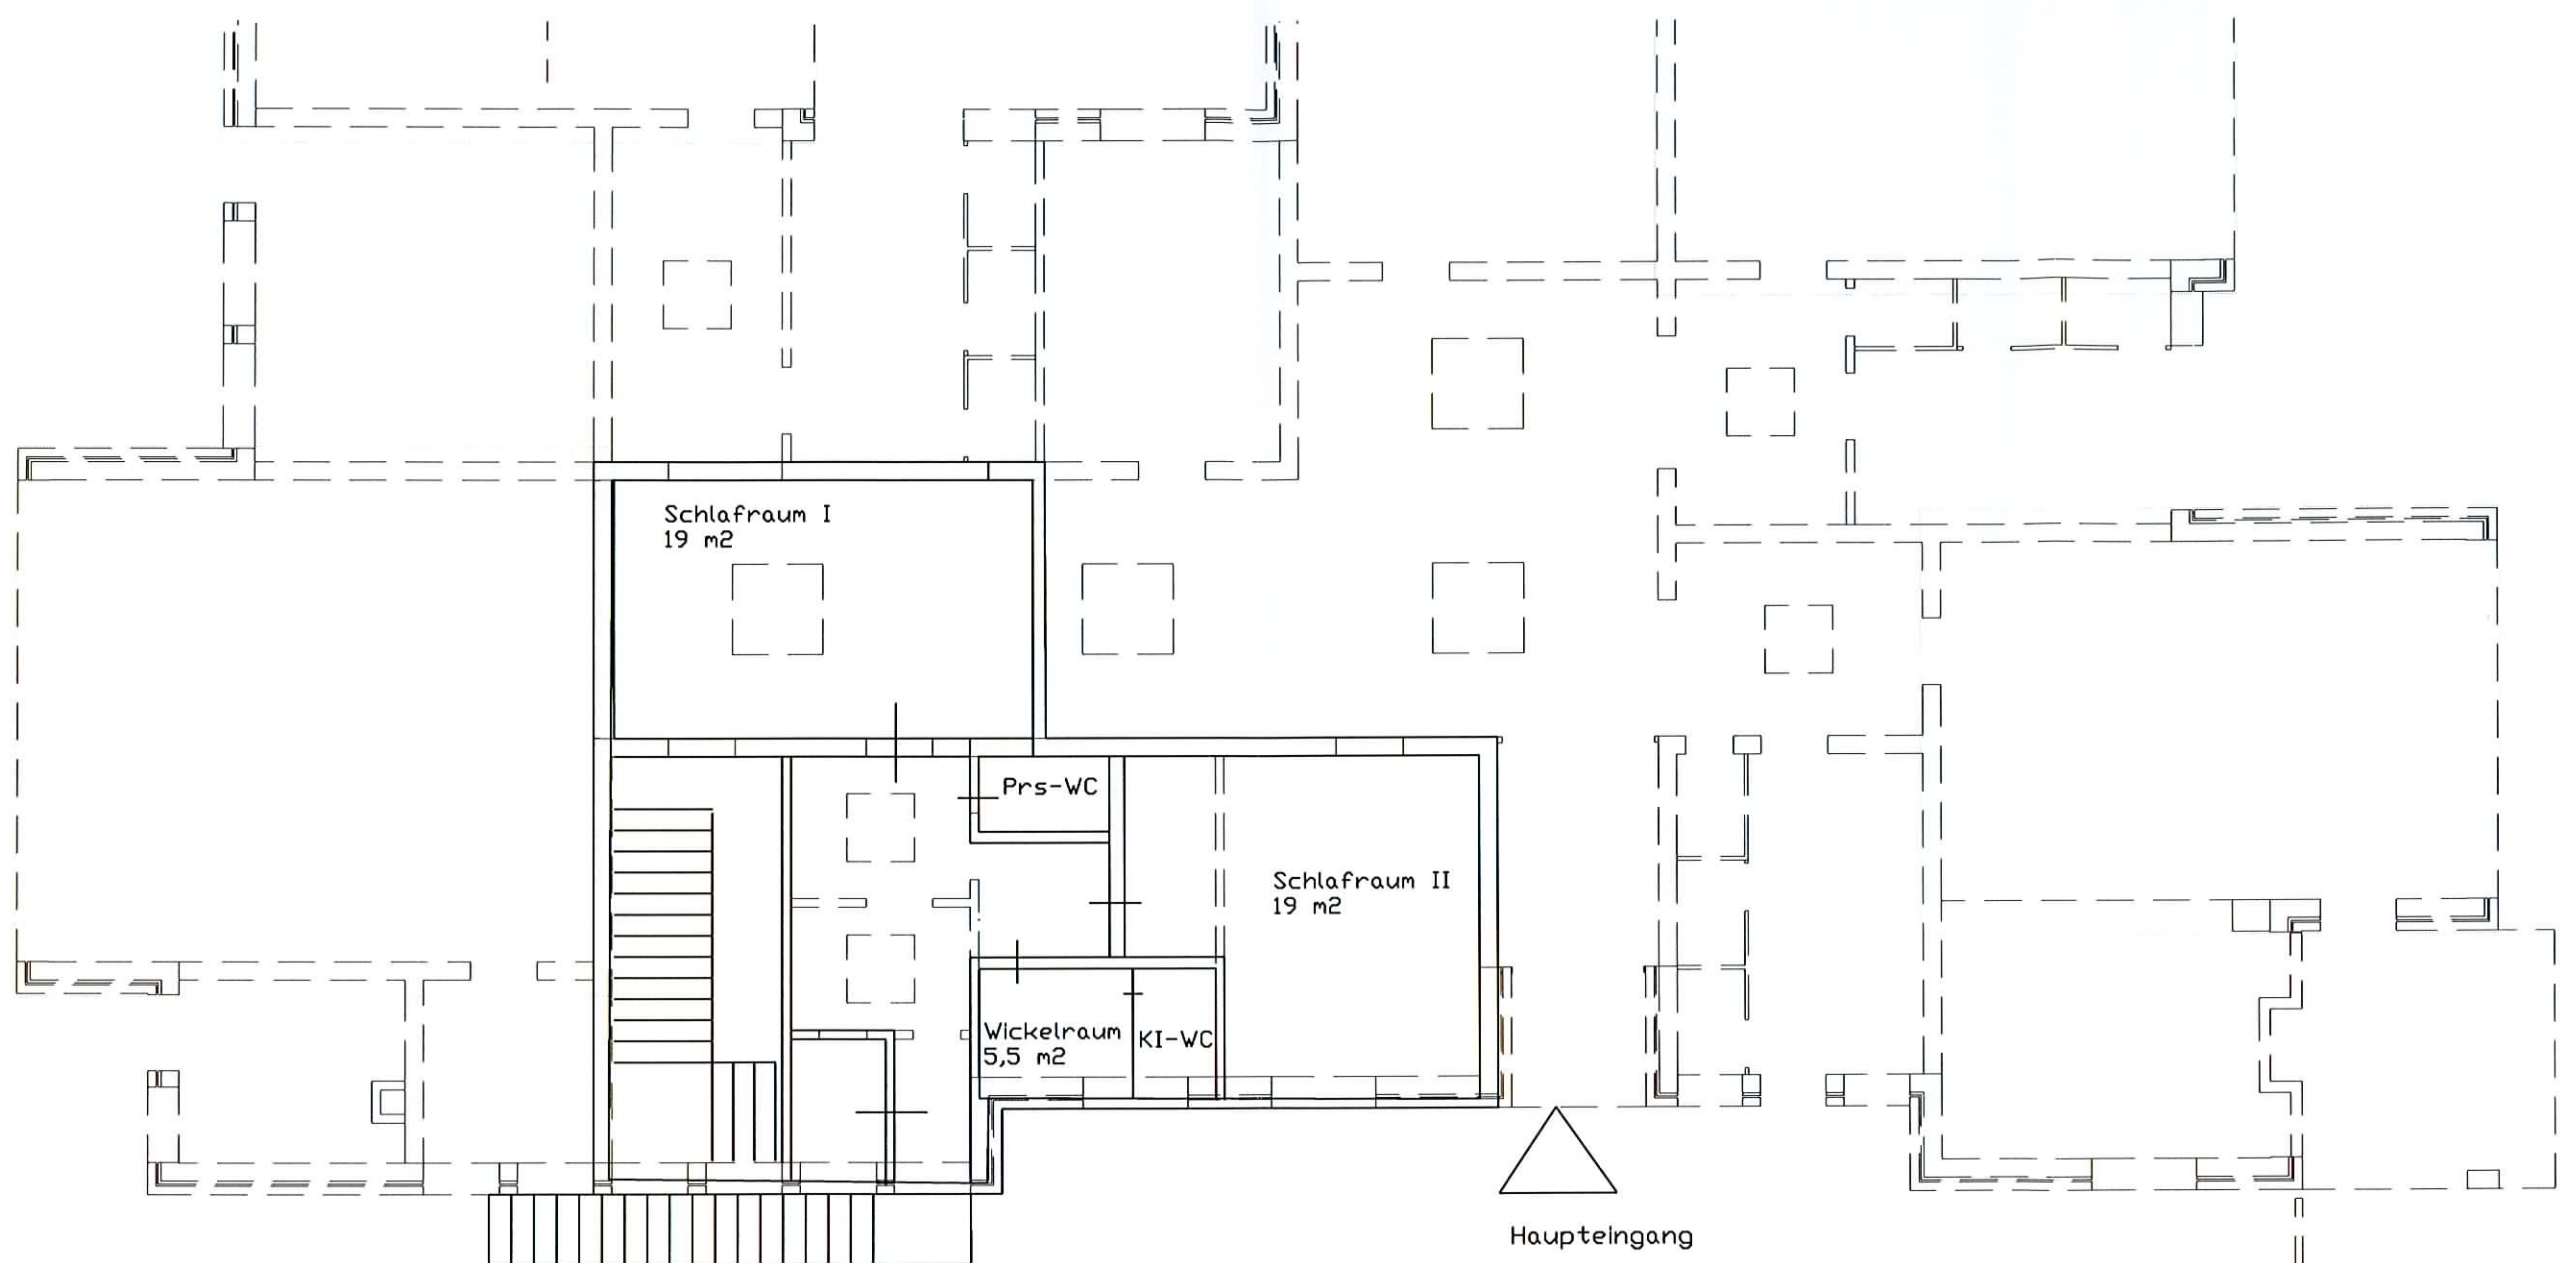 Schlafraum I
19 m2
Prs-WC
Schlafraum II
19 m2
Wickelraum
5,5 m2
KI-WC
Haupteingang